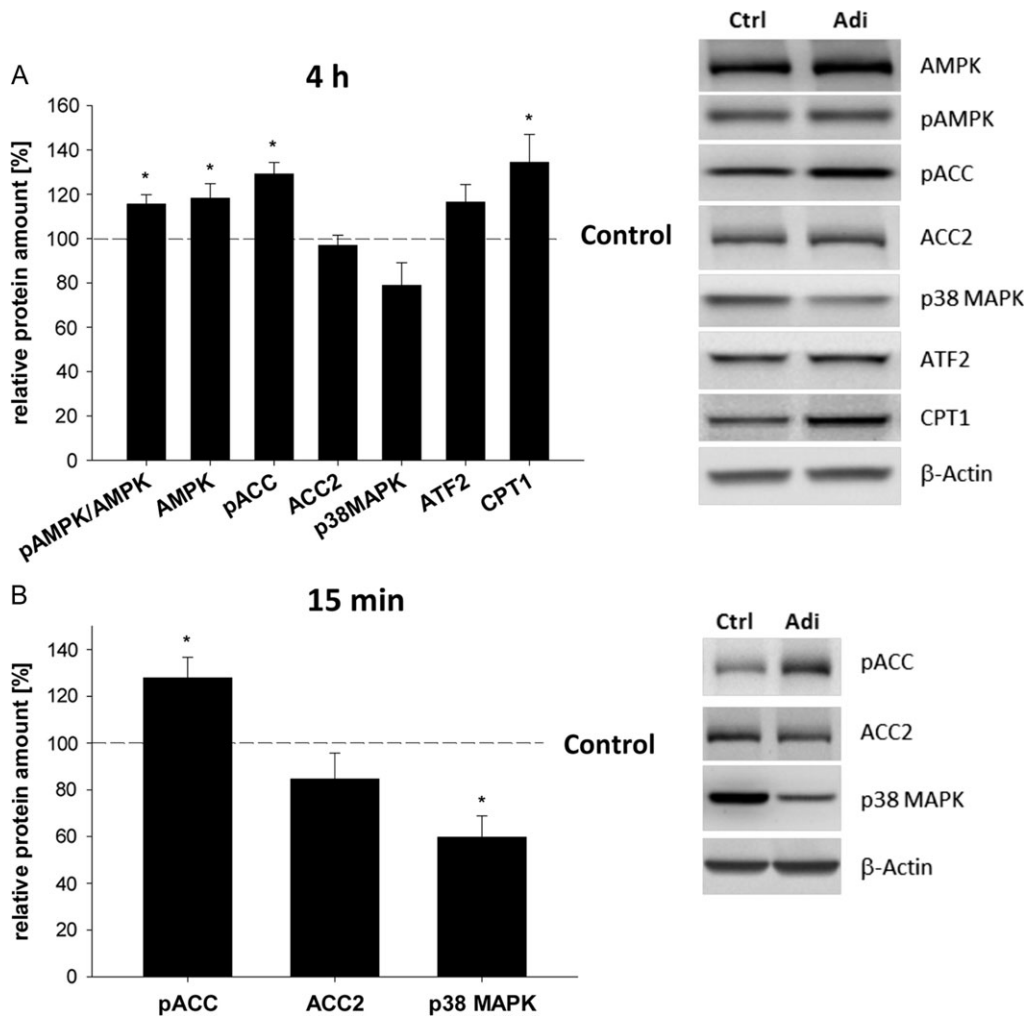 A
4 h
relative protein amount [%]
160
140
120
100
80
60
40
20
0
* * * *
Control
pAMPK/AMPK
AMPK
pACC
ACC2
p38MAPK
ATF2
CPT1
Ctrl Adi
AMPK
pAMPK
pACC
ACC2
p38 MAPK
ATF2
CPT1
β-Actin
B
15 min
relative protein amount [%]
140
120
100
80
60
40
20
0
* *
Control
pACC ACC2 p38 MAPK
Ctrl Adi
pACC
ACC2
p38 MAPK
β-Actin